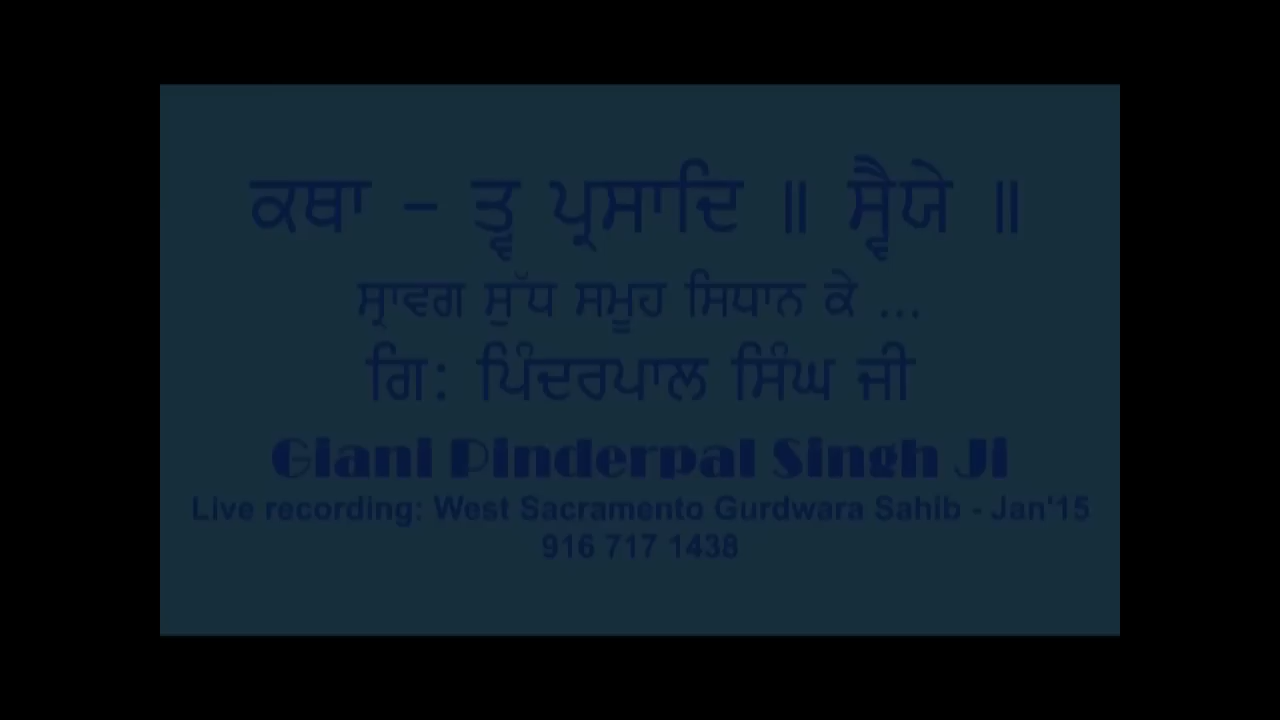 ਕਥਾ - ਤ੍ਵ ਪ੍ਰਸਾਦਿ ॥ ਸ੍ਵੈਯੇ ॥
ਸ੍ਰਾਵਗ ਸੁੱਧ ਸਮੂਹ ਸਿਧਾਨ ਕੇ ...
ਗਿ: ਪਿੰਦਰਪਾਲ ਸਿੰਘ ਜੀ
Giani Pinderpal Singh Ji
Live recording: West Sacramento Gurdwara Sahib - Jan'15
916 717 1438